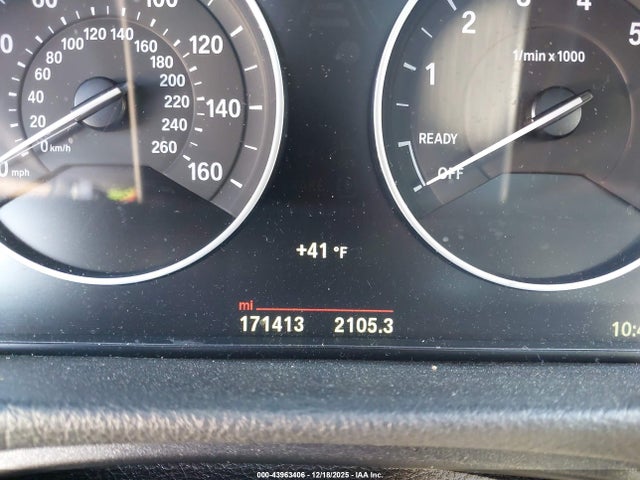 60
100
120
140
160
mph
0 km/h
20
40
60
80
100 120 140
160
180
200
220
240
260
1
2
3
4
5
1/min x 1000
READY
OFF
+41 °F
mi
171413 2105.3
000-43963406 - 12/18/2025 - IAA, Inc.